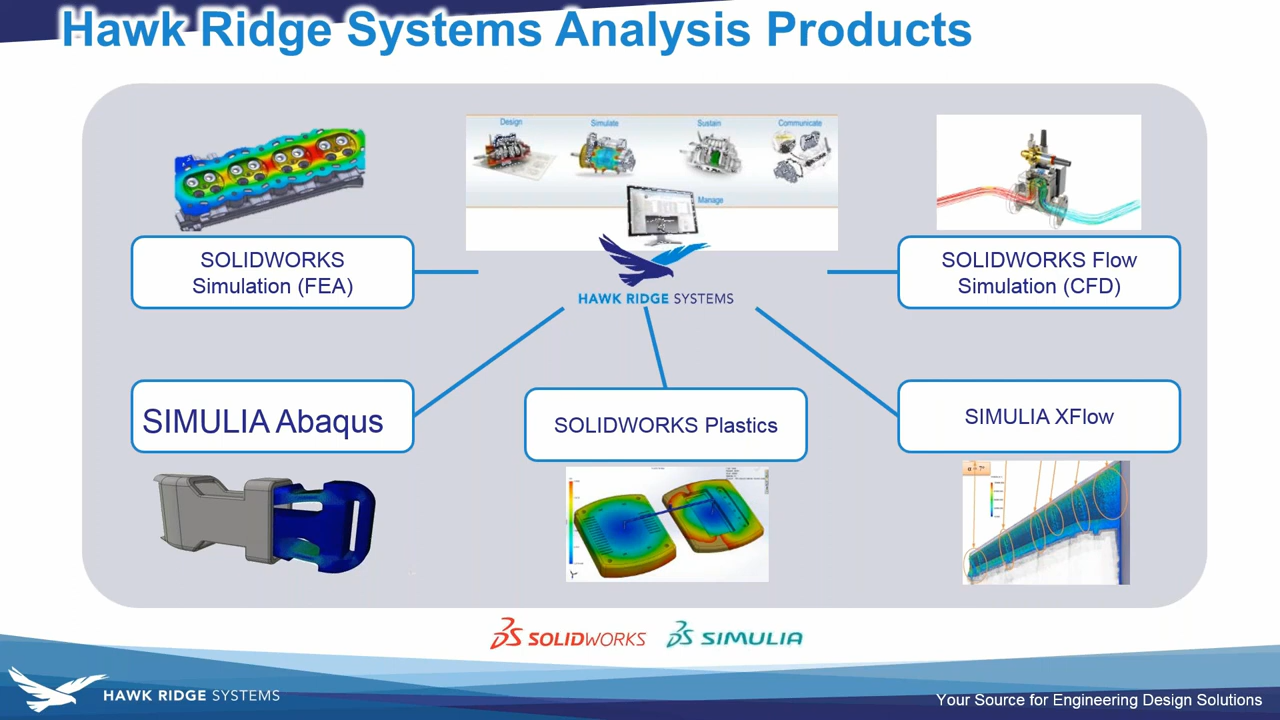 Hawk Ridge Systems Analysis Products
Design
Simulate
Sustain
Communicate
Manage
SOLIDWORKS
Simulation (FEA)
HAWK RIDGE SYSTEMS
SOLIDWORKS Flow
Simulation (CFD)
SIMULIA Abaqus
SOLIDWORKS Plastics
SIMULIA XFlow
SOLIDWORKS
SIMULIA
HAWK RIDGE SYSTEMS
Your Source for Engineering Design Solutions